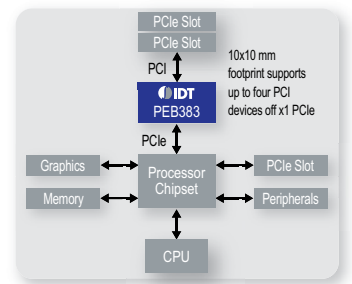 PCIe Slot
PCIe Slot
PCI
10x10 mm
footprint supports
up to four PCI
devices off x1 PCIe
IDT
PEB383
PCIe
Graphics
Memory
Processor
Chipset
PCIe Slot
Peripherals
CPU